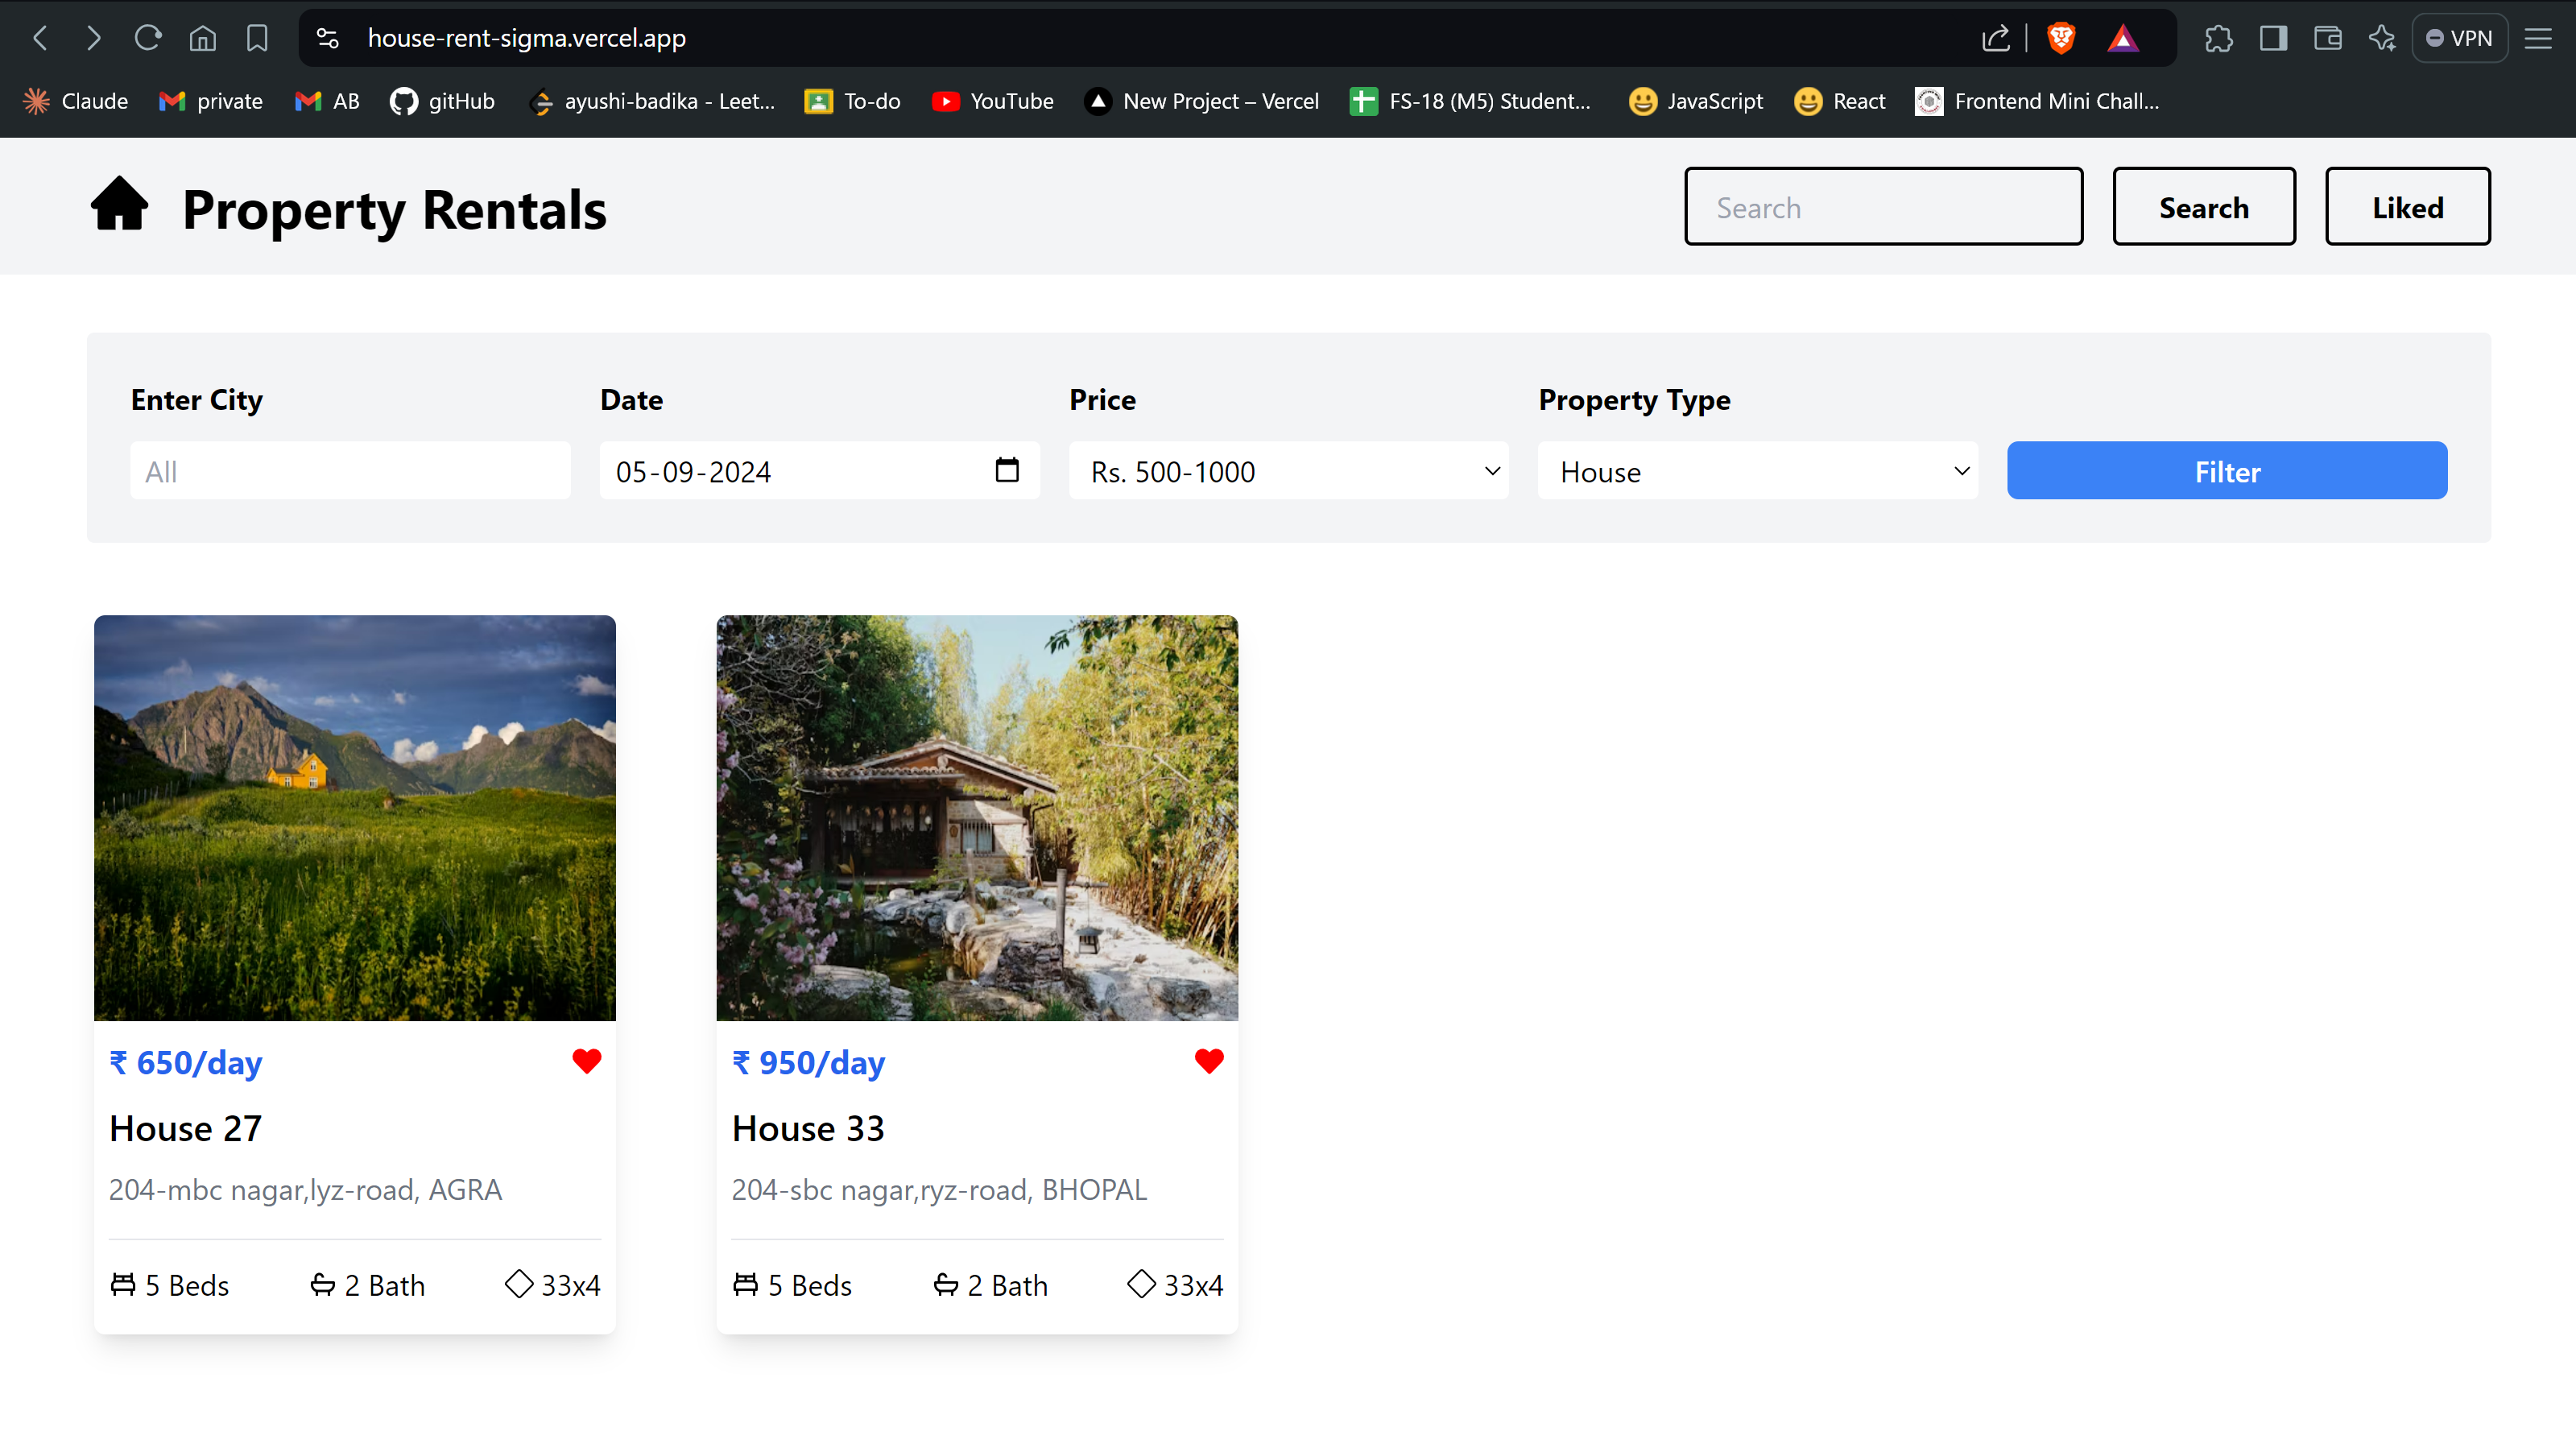 house-rent-sigma.vercel.app
VPN
Claude private AB gitHub ayushi-badika - Leet... To-do YouTube New Project – Vercel FS-18 (M5) Student... JavaScript React Frontend Mini Chall...
Property Rentals
Search
Search
Liked
Enter City Date Price Property Type
All 05-09-2024 Rs. 500-1000 House Filter
₹ 650/day
House 27
204-mbc nagar,lyz-road, AGRA
5 Beds 2 Bath 33x4
₹ 950/day
House 33
204-sbc nagar,ryz-road, BHOPAL
5 Beds 2 Bath 33x4